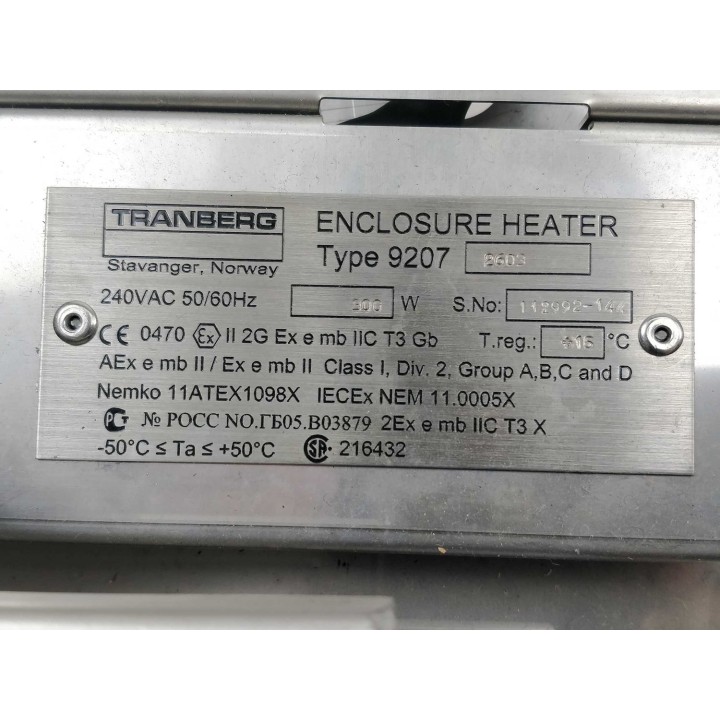 TRANBERG
Stavanger, Norway
ENCLOSURE HEATER
Type 9207
240VAC 50/60Hz 300 W S.No:
CE 0470 Ex II 2G Ex e mb IIC T3 Gb T.reg.: +15 °C
AEx e mb II / Ex e mb II Class I, Div. 2, Group A,B,C and D
Nemko 11ATEX1098X IECEx NEM 11.0005X
№ РОСС NO.ГБ05.В03879 2Ex e mb IIC T3 X
-50°C ≤ Ta ≤ +50°C 216432